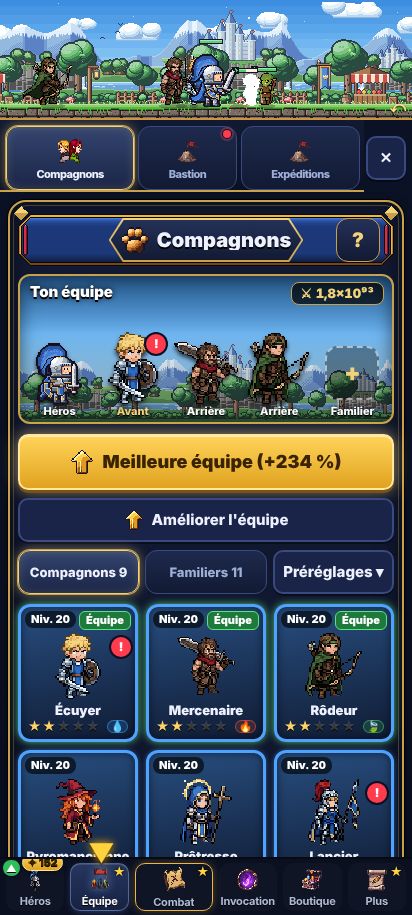 Compagnons
Bastion
Expéditions
×
Compagnons
?
Ton équipe
1,8×10⁹³
!
Héros
Avant
Arrière
Arrière
Familier
Meilleure équipe (+234 %)
Améliorer l'équipe
Compagnons 9
Familiers 11
Préréglages ▾
Niv. 20
Équipe
!
Écuyer
Niv. 20
Équipe
Mercenaire
Niv. 20
Équipe
Rôdeur
Niv. 20
Niv. 20
Prêtresse
Niv. 20
!
Lancier
Héros
Équipe
Combat
Invocation
Boutique
Plus